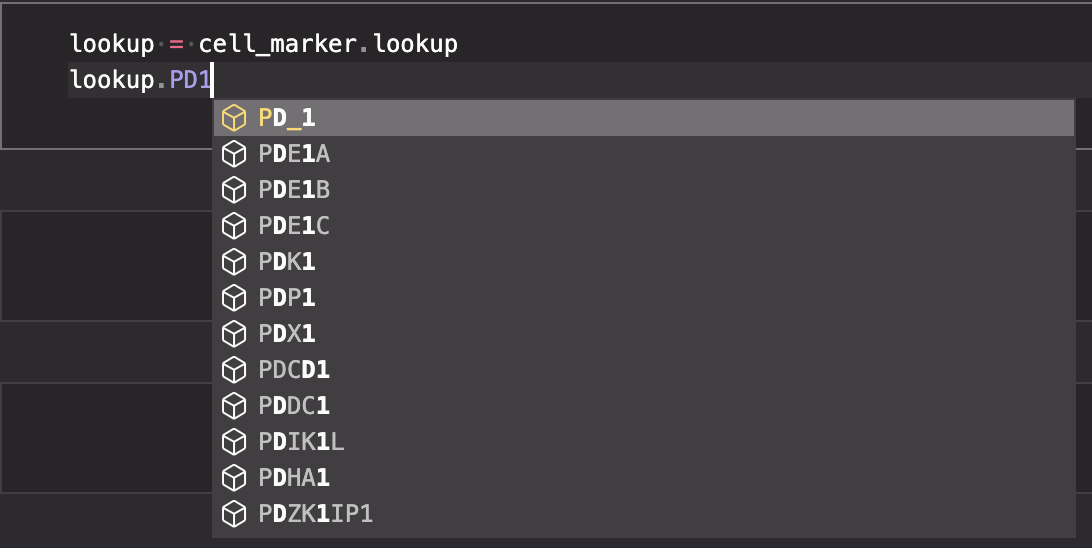 lookup = cell_marker.lookup
lookup.PD1
PD_1
PDE1A
PDE1B
PDE1C
PDK1
PDP1
PDX1
PDCD1
PDDC1
PDIK1L
PDHA1
PDZK1IP1